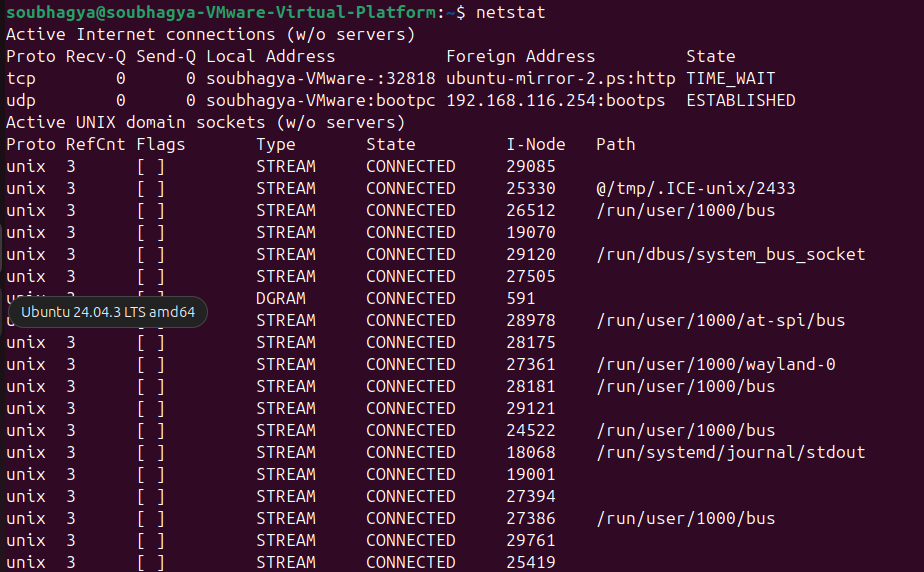 soubhagya@soubhagya-VMware-Virtual-Platform:~$ netstat
Active Internet connections (w/o servers)
Proto Recv-Q Send-Q Local Address           Foreign Address         State
tcp        0      0 soubhagya-VMware-:32818 ubuntu-mirror-2.ps:http TIME_WAIT
udp        0      0 soubhagya-VMware:bootpc 192.168.116.254:bootps  ESTABLISHED
Active UNIX domain sockets (w/o servers)
Proto RefCnt Flags       Type       State         I-Node   Path
unix  3      [ ]         STREAM     CONNECTED     29085
unix  3      [ ]         STREAM     CONNECTED     25330    @/tmp/.ICE-unix/2433
unix  3      [ ]         STREAM     CONNECTED     26512    /run/user/1000/bus
unix  3      [ ]         STREAM     CONNECTED     19070
unix  3      [ ]         STREAM     CONNECTED     29120    /run/dbus/system_bus_socket
unix  3      [ ]         STREAM     CONNECTED     27505
DGRAM      CONNECTED     591
Ubuntu 24.04.3 LTS amd64
STREAM     CONNECTED     28978    /run/user/1000/at-spi/bus
unix  3      [ ]         STREAM     CONNECTED     28175
unix  3      [ ]         STREAM     CONNECTED     27361    /run/user/1000/wayland-0
unix  3      [ ]         STREAM     CONNECTED     28181    /run/user/1000/bus
unix  3      [ ]         STREAM     CONNECTED     29121
unix  3      [ ]         STREAM     CONNECTED     24522    /run/user/1000/bus
unix  3      [ ]         STREAM     CONNECTED     18068    /run/systemd/journal/stdout
unix  3      [ ]         STREAM     CONNECTED     19001
unix  3      [ ]         STREAM     CONNECTED     27394
unix  3      [ ]         STREAM     CONNECTED     27386    /run/user/1000/bus
unix  3      [ ]         STREAM     CONNECTED     29761
unix  3      [ ]         STREAM     CONNECTED     25419